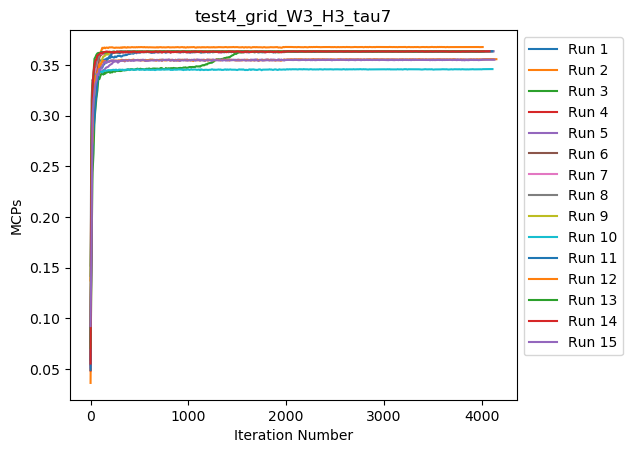 test4_grid_W3_H3_tau7
MCPs
0.35
0.30
0.25
0.20
0.15
0.10
0.05
0
1000
2000
3000
4000
Iteration Number
Run 1
Run 2
Run 3
Run 4
Run 5
Run 6
Run 7
Run 8
Run 9
Run 10
Run 11
Run 12
Run 13
Run 14
Run 15